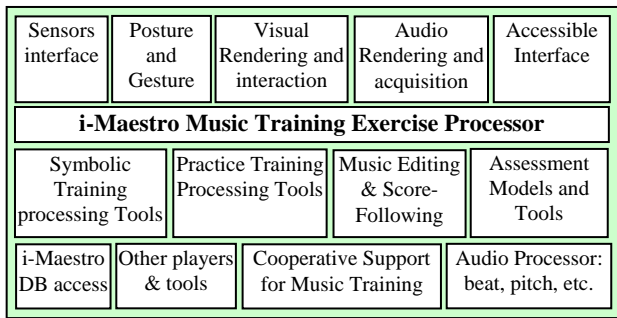 Sensors
interface
Posture
and
Gesture
Visual
Rendering and
interaction
Audio
Rendering and
acquisition
Accessible
Interface
i-Maestro Music Training Exercise Processor
Symbolic
Training
processing Tools
Practice Training
Processing Tools
Music Editing
& Score-
Following
Assessment
Models and
Tools
i-Maestro
DB access
Other players
& tools
Cooperative Support
for Music Training
Audio Processor:
beat, pitch, etc.